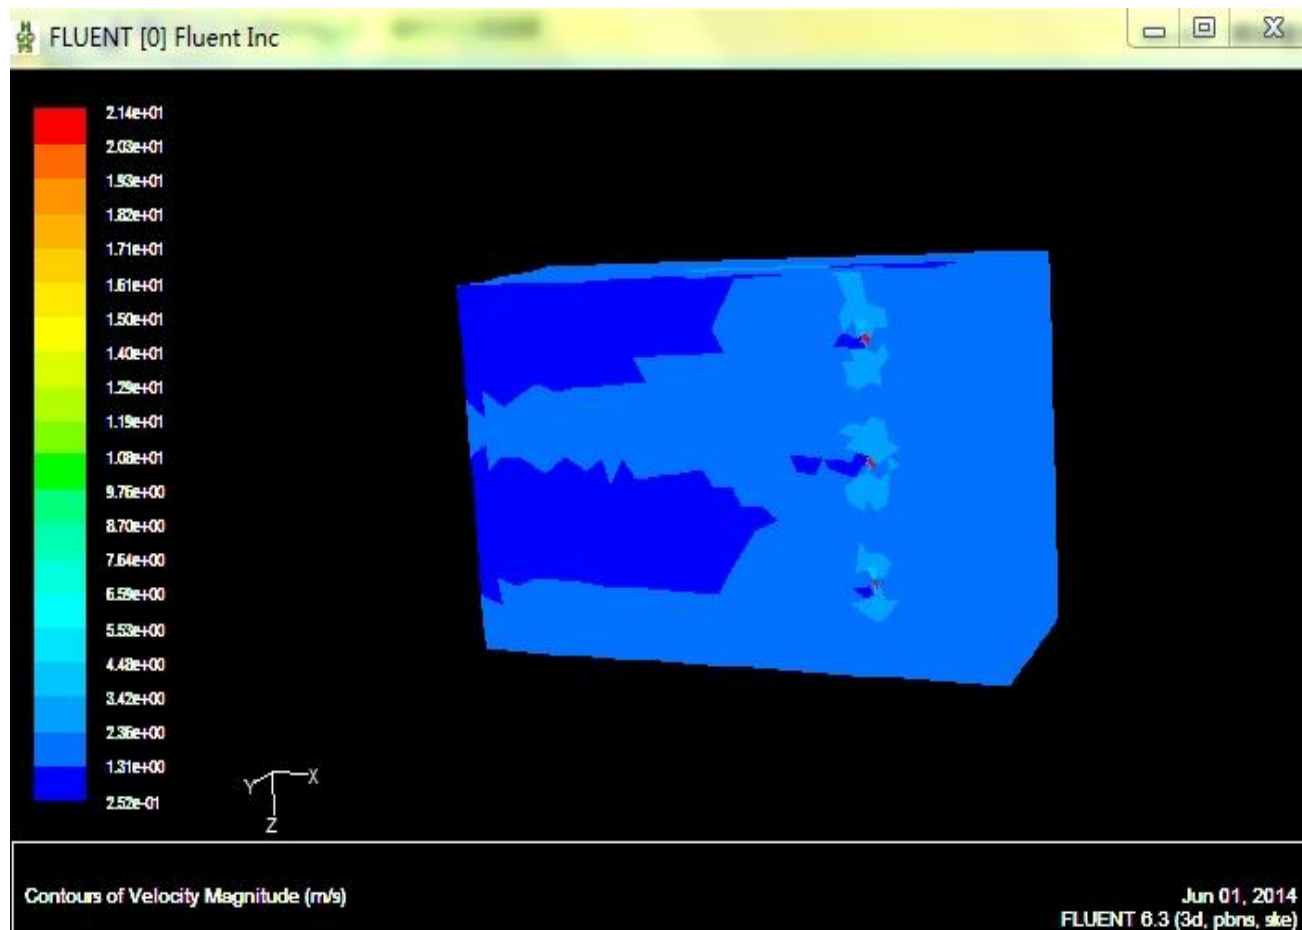 FLUENT [0] Fluent Inc
2.14e+01
2.03e+01
1.93e+01
1.82e+01
1.71e+01
1.61e+01
1.50e+01
1.40e+01
1.29e+01
1.19e+01
1.08e+01
9.76e+00
8.70e+00
7.64e+00
6.59e+00
5.53e+00
4.48e+00
3.42e+00
2.36e+00
1.31e+00
2.52e-01
Y X
Z
Contours of Velocity Magnitude (m/s)
Jun 01, 2014
FLUENT 6.3 (3d, pbns, ske)